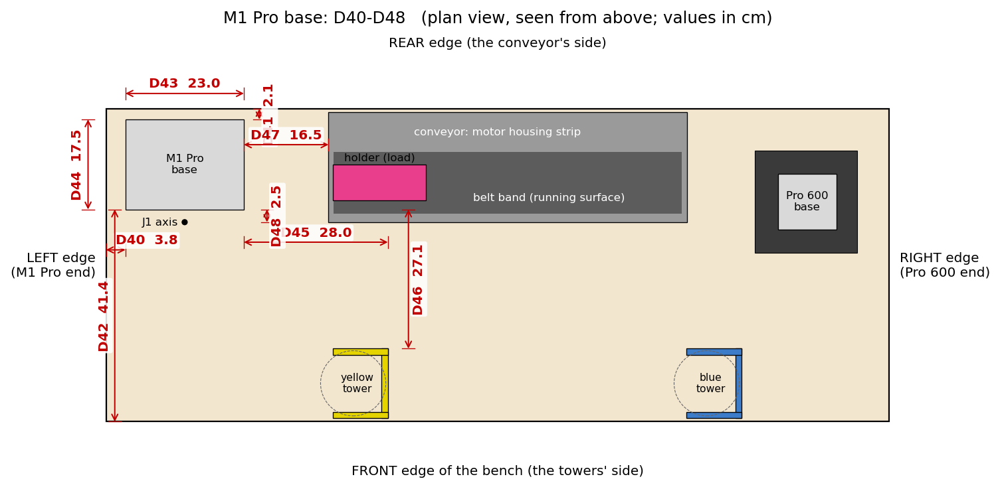 M1 Pro base: D40-D48   (plan view, seen from above; values in cm)
REAR edge (the conveyor's side)
D43  23.0
2.1
D47  16.5
conveyor: motor housing strip
holder (load)
belt band (running surface)
M1 Pro
base
D44  17.5
Pro 600
base
J1 axis
D48  2.5
D45  28.0
D40  3.8
D46  27.1
LEFT edge
(M1 Pro end)
RIGHT edge
(Pro 600 end)
D42  41.4
yellow
tower
blue
tower
FRONT edge of the bench (the towers' side)